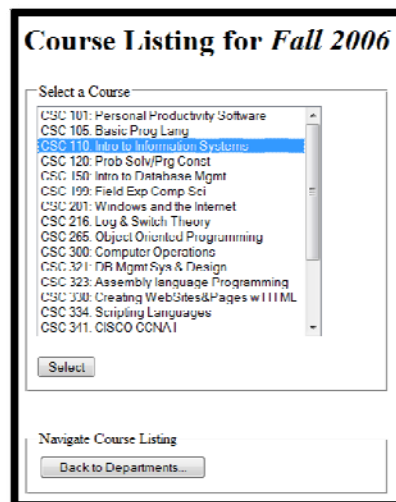 Course Listing for Fall 2006
Select a Course
CSC 101: Personal Productivity Software
CSC 105: Basic Prog Lang
CSC 110: Intro to Information Systems
CSC 120: Prob Solv/Prg Const
CSC 150: Intro to Database Mgmt
CSC 199: Field Exp Comp Sci
CSC 201: Windows and the Internet
CSC 216: Log & Switch Theory
CSC 265: Object Oriented Programming
CSC 300: Computer Operations
CSC 321: DB Mgmt Sys & Design
CSC 323: Assembly language Programming
CSC 330: Creating WebSites&Pages w HTML
CSC 334: Scripting Languages
CSC 341: CISCO CCNA I
Select
Navigate Course Listing
Back to Departments...